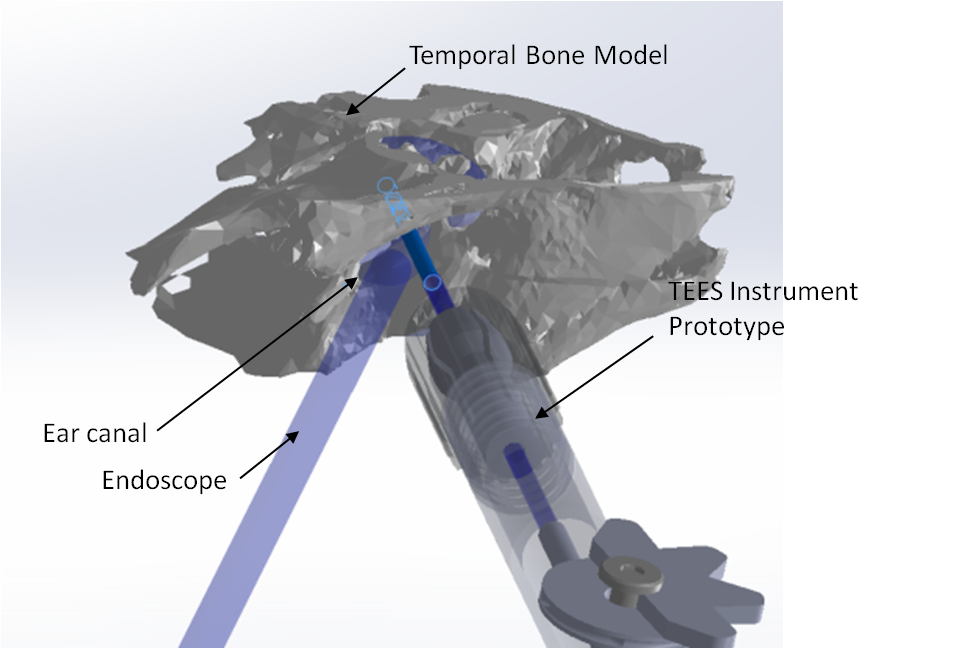 Temporal Bone Model
TEES Instrument
Prototype
Ear canal
Endoscope